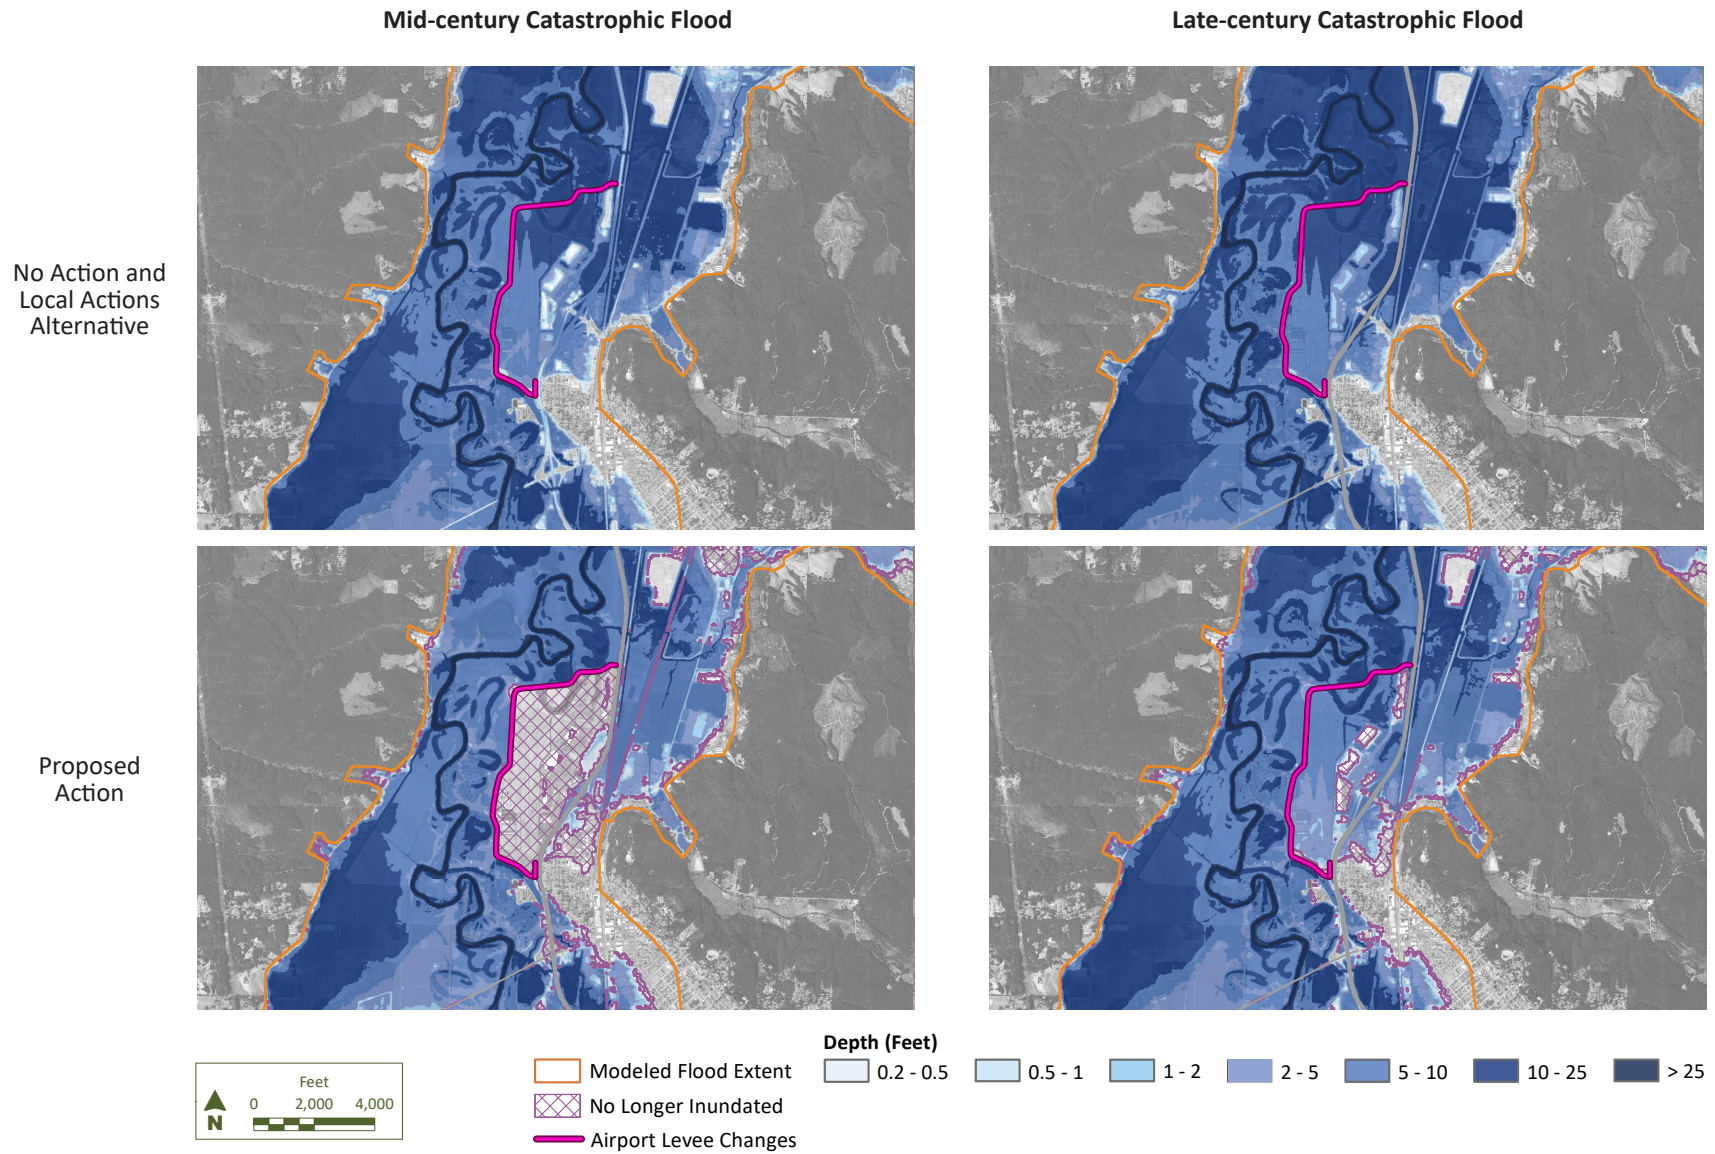 Mid-century Catastrophic Flood
Late-century Catastrophic Flood
No Action and
Local Actions
Alternative
Proposed
Action
Feet
0 2,000 4,000
N
Modeled Flood Extent
No Longer Inundated
Airport Levee Changes
Depth (Feet)
0.2 - 0.5
0.5 - 1
1 - 2
2 - 5
5 - 10
10 - 25
> 25